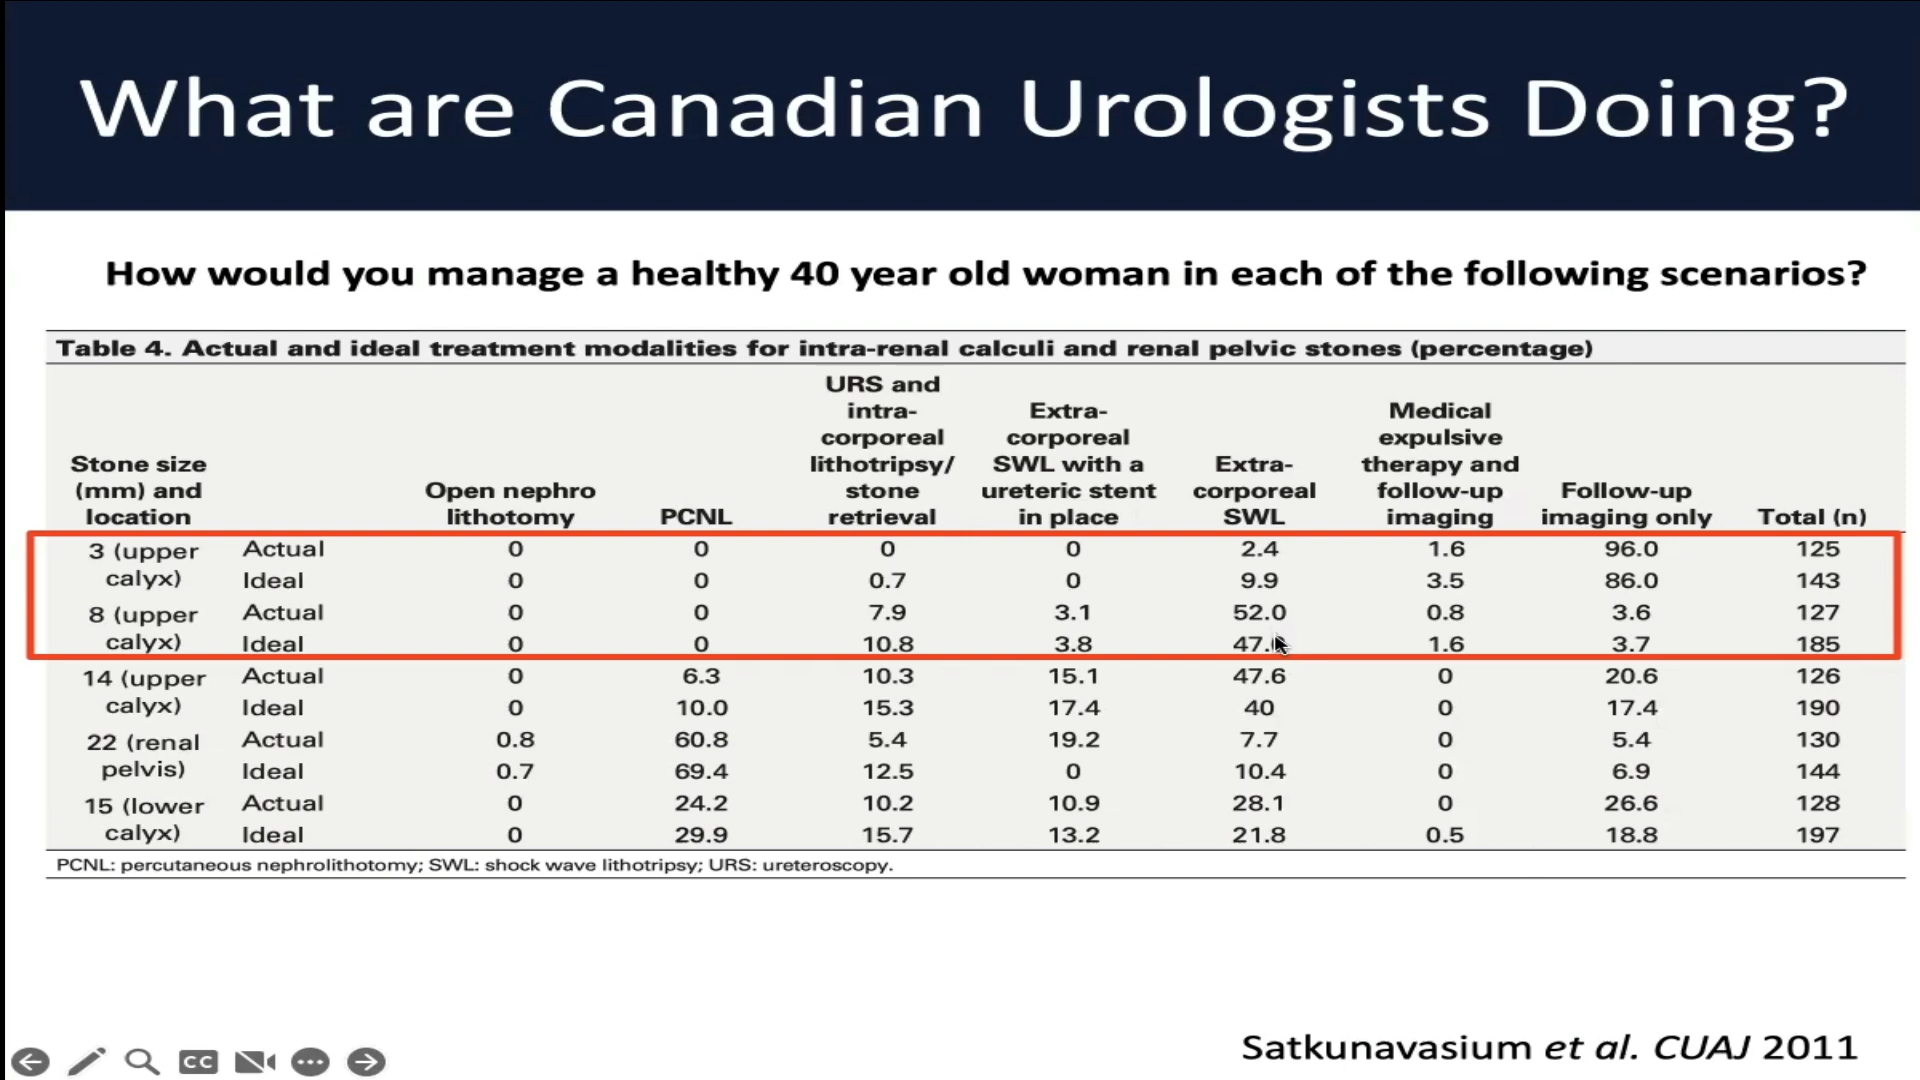 What are Canadian Urologists Doing?
How would you manage a healthy 40 year old woman in each of the following scenarios?
Table 4. Actual and ideal treatment modalities for intra-renal calculi and renal pelvic stones (percentage)
Stone size (mm) and location Open nephro lithotomy PCNL URS and intra-corporeal lithotripsy/ stone retrieval Extra-corporeal SWL with a ureteric stent in place Extra-corporeal SWL Medical expulsive therapy and follow-up imaging Follow-up imaging only Total (n)
3 (upper calyx) Actual 0 0 0 0 2.4 1.6 96.0 125
Ideal 0 0 0.7 0 9.9 3.5 86.0 143
8 (upper calyx) Actual 0 0 7.9 3.1 52.0 0.8 3.6 127
Ideal 0 0 10.8 3.8 1.6 3.7 185
14 (upper calyx) Actual 0 6.3 10.3 15.1 47.6 0 20.6 126
Ideal 0 10.0 15.3 17.4 40 0 17.4 190
22 (renal pelvis) Actual 0.8 60.8 5.4 19.2 7.7 0 5.4 130
Ideal 0.7 69.4 12.5 0 10.4 0 6.9 144
15 (lower calyx) Actual 0 24.2 10.2 10.9 28.1 0 26.6 128
Ideal 0 29.9 15.7 13.2 21.8 0.5 18.8 197
PCNL: percutaneous nephrolithotomy; SWL: shock wave lithotripsy; URS: ureteroscopy.
Satkunavasium et al. CUAJ 2011
CC